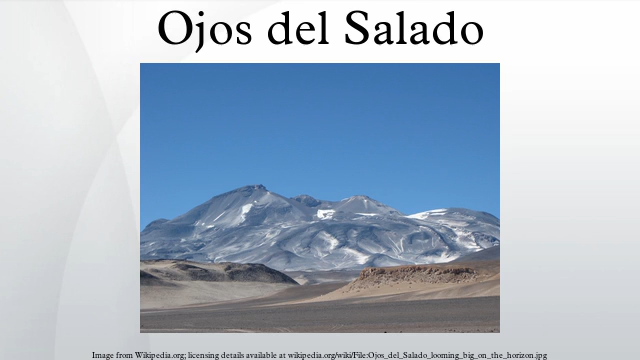 Ojos del Salado
Image from Wikipedia.org; licensing details available at wikipedia.org/wiki/File:Ojos_del_Salado_looming_big_on_the_horizon.jpg